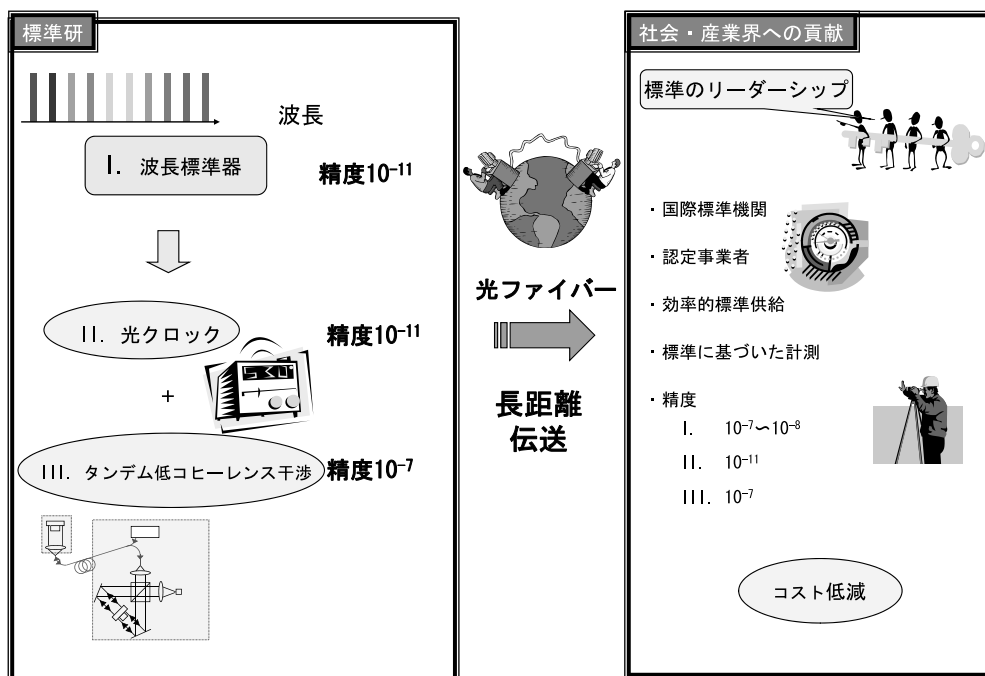 標準研
波長
I. 波長標準器
精度10⁻¹¹
II. 光クロック
精度10⁻¹¹
+
III. タンデム低コヒーレンス干渉
精度10⁻⁷
光ファイバー
長距離
伝送
社会・産業界への貢献
標準のリーダーシップ
・国際標準機関
・認定事業者
・効率的標準供給
・標準に基づいた計測
・精度
I. 10⁻⁷〜10⁻⁸
II. 10⁻¹¹
III. 10⁻⁷
コスト低減